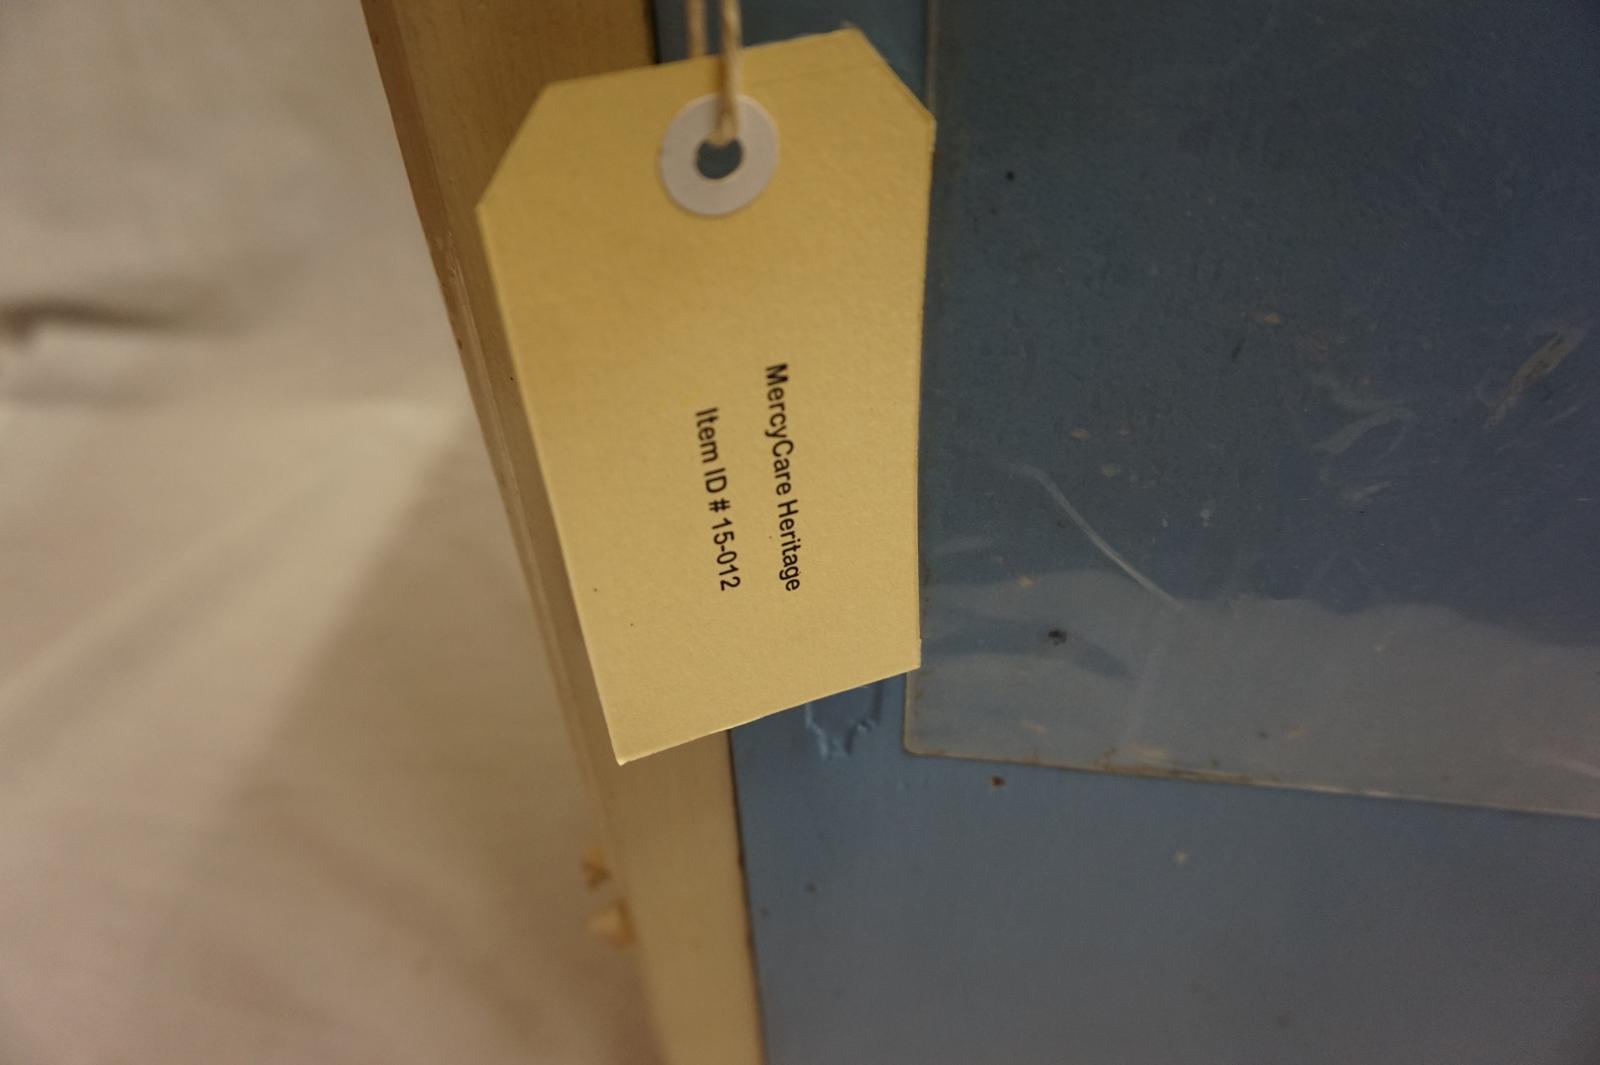 MercyCare Heritage
Item ID # 15-012